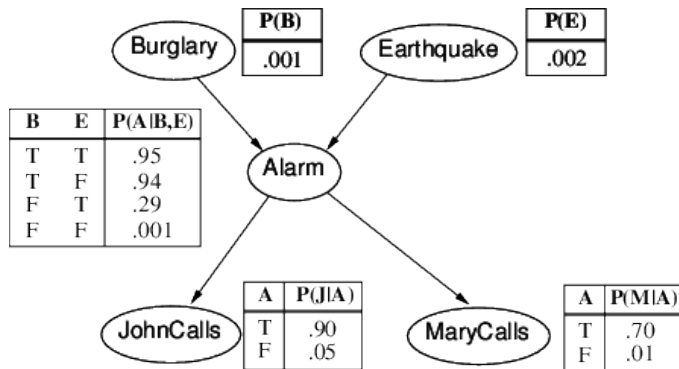 Burglary
P(B)
.001
Earthquake
P(E)
.002
B E P(A|B,E)
T T .95
T F .94
F T .29
F F .001
Alarm
JohnCalls
A P(J|A)
T .90
F .05
MaryCalls
A P(M|A)
T .70
F .01